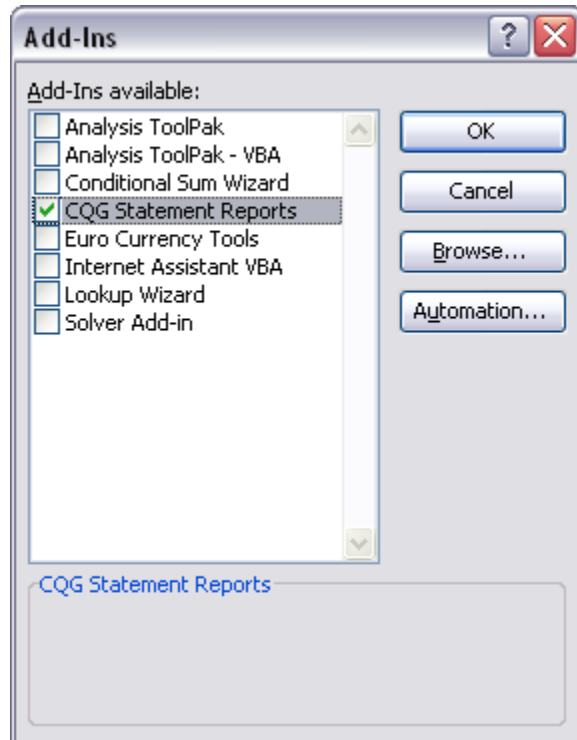 Add-Ins
?
Add-Ins available:
Analysis ToolPak
Analysis ToolPak - VBA
Conditional Sum Wizard
CQG Statement Reports
Euro Currency Tools
Internet Assistant VBA
Lookup Wizard
Solver Add-in
OK
Cancel
Browse...
Automation...
CQG Statement Reports